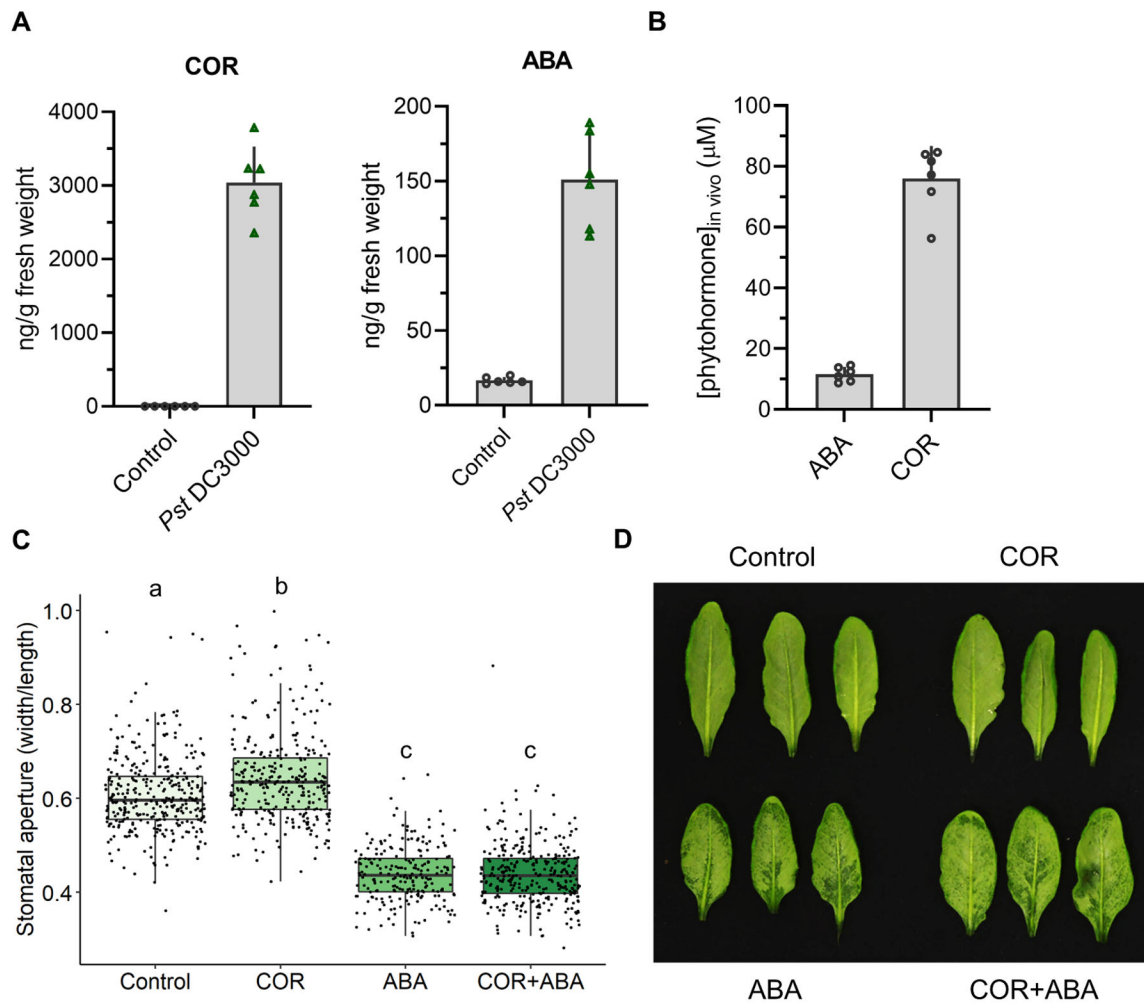 A
COR
ng/g fresh weight
4000
3000
2000
1000
0
Control
Pst DC3000
ABA
ng/g fresh weight
200
150
100
50
0
Control
Pst DC3000
B
[phytohormone]in vivo (μM)
100
80
60
40
20
0
ABA
COR
C
Stomatal aperture (width/length)
1.0
0.8
0.6
0.4
a
b
c
c
Control
COR
ABA
COR+ABA
D
Control
COR
ABA
COR+ABA